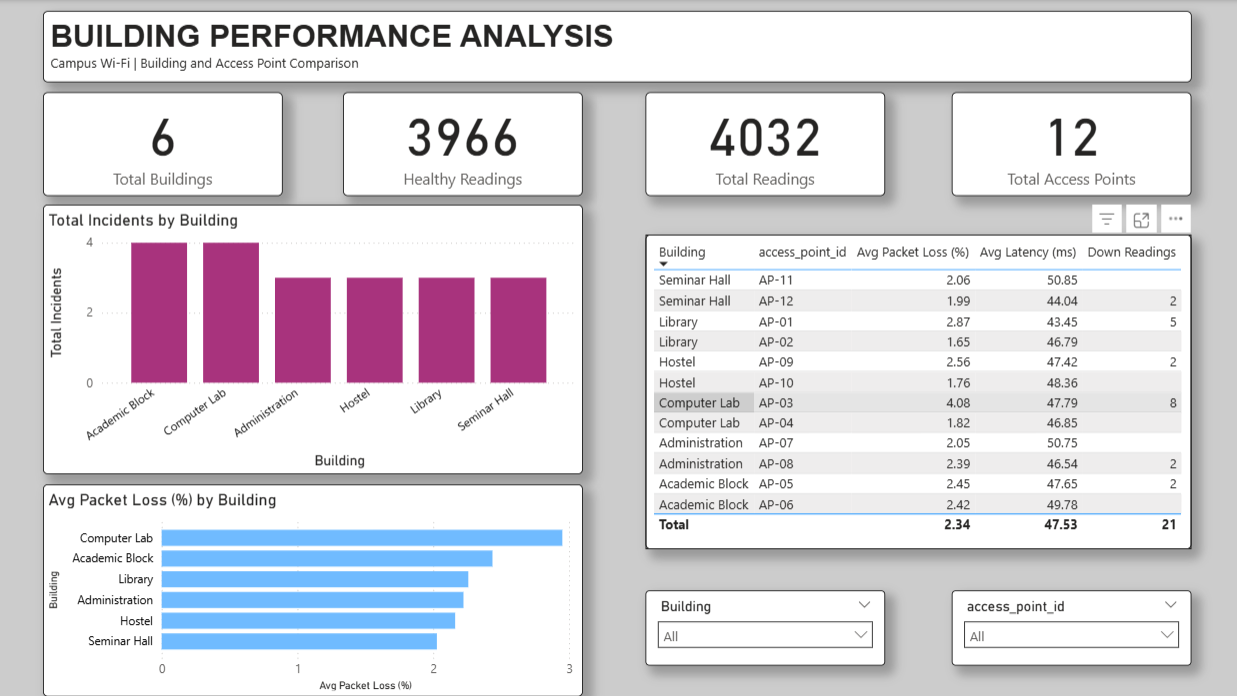 BUILDING PERFORMANCE ANALYSIS
Campus Wi-Fi | Building and Access Point Comparison
6
Total Buildings
3966
Healthy Readings
4032
Total Readings
12
Total Access Points
Total Incidents by Building
Total Incidents
4
2
0
Academic Block
Computer Lab
Administration
Hostel
Library
Seminar Hall
Building
Avg Packet Loss (%) by Building
Building
Computer Lab
Academic Block
Library
Administration
Hostel
Seminar Hall
0 1 2 3
Avg Packet Loss (%)
Building access_point_id Avg Packet Loss (%) Avg Latency (ms) Down Readings
Seminar Hall AP-11 2.06 50.85
Seminar Hall AP-12 1.99 44.04 2
Library AP-01 2.87 43.45 5
Library AP-02 1.65 46.79
Hostel AP-09 2.56 47.42 2
Hostel AP-10 1.76 48.36
Computer Lab AP-03 4.08 47.79 8
Computer Lab AP-04 1.82 46.85
Administration AP-07 2.05 50.75
Administration AP-08 2.39 46.54 2
Academic Block AP-05 2.45 47.65 2
Academic Block AP-06 2.42 49.78
Total 2.34 47.53 21
Building
All
access_point_id
All